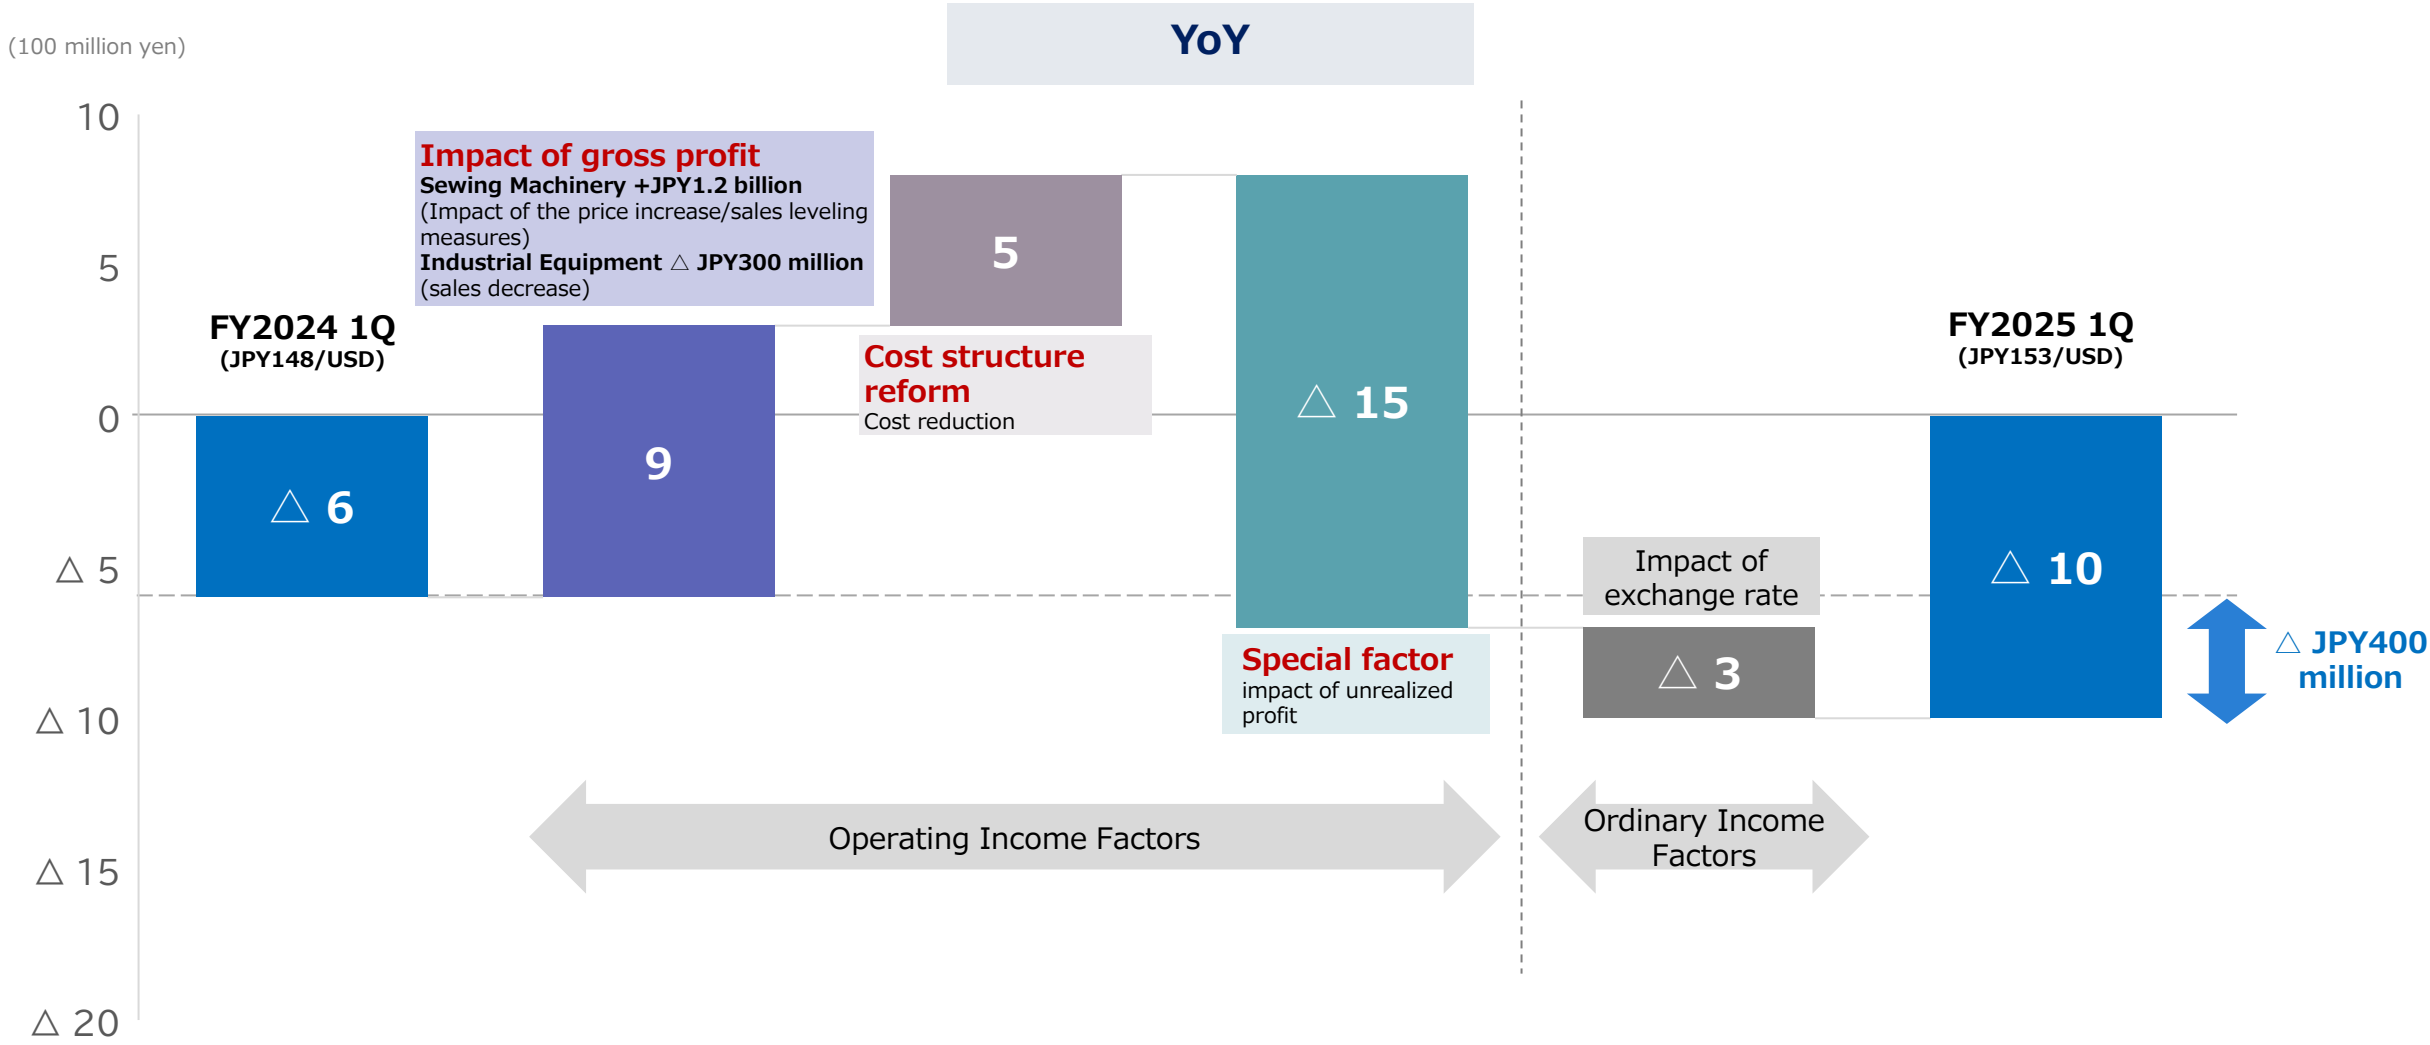 YoY
(100 million yen)
10
5
0
△ 5
△ 10
△ 15
△ 20
FY2024 1Q
(JPY148/USD)
△ 6
Impact of gross profit
Sewing Machinery +JPY1.2 billion
(Impact of the price increase/sales leveling
measures)
Industrial Equipment △ JPY300 million
(sales decrease)
9
5
Cost structure
reform
Cost reduction
△ 15
Special factor
impact of unrealized
profit
Impact of
exchange rate
△ 3
FY2025 1Q
(JPY153/USD)
△ 10
△ JPY400
million
Operating Income Factors
Ordinary Income
Factors